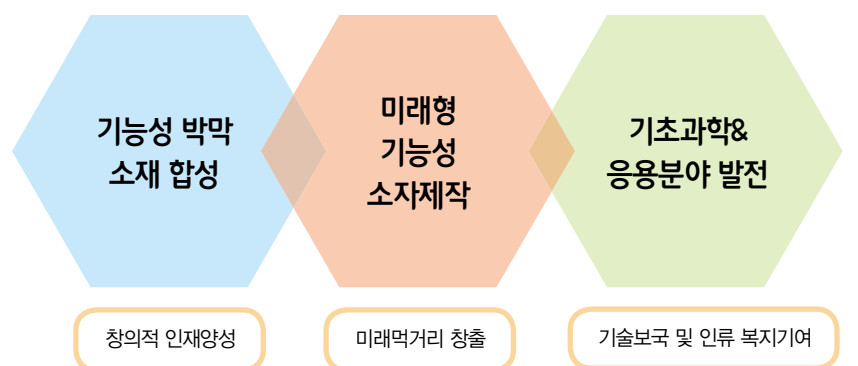 기능성 박막
소재 합성
미래형
기능성
소자제작
기초과학&
응용분야 발전
창의적 인재양성
미래먹거리 창출
기술보국 및 인류 복지기여